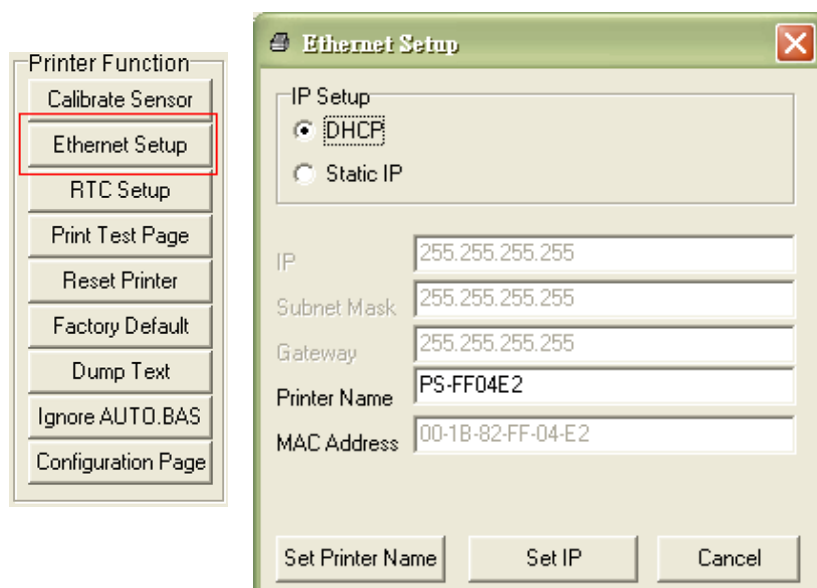 Printer Function
Calibrate Sensor
Ethernet Setup
RTC Setup
Print Test Page
Reset Printer
Factory Default
Dump Text
Ignore AUTO.BAS
Configuration Page
Ethernet Setup
IP Setup
DHCP
Static IP
IP 255.255.255.255
Subnet Mask 255.255.255.255
Gateway 255.255.255.255
Printer Name PS-FF04E2
MAC Address 00-1B-82-FF-04-E2
Set Printer Name Set IP Cancel